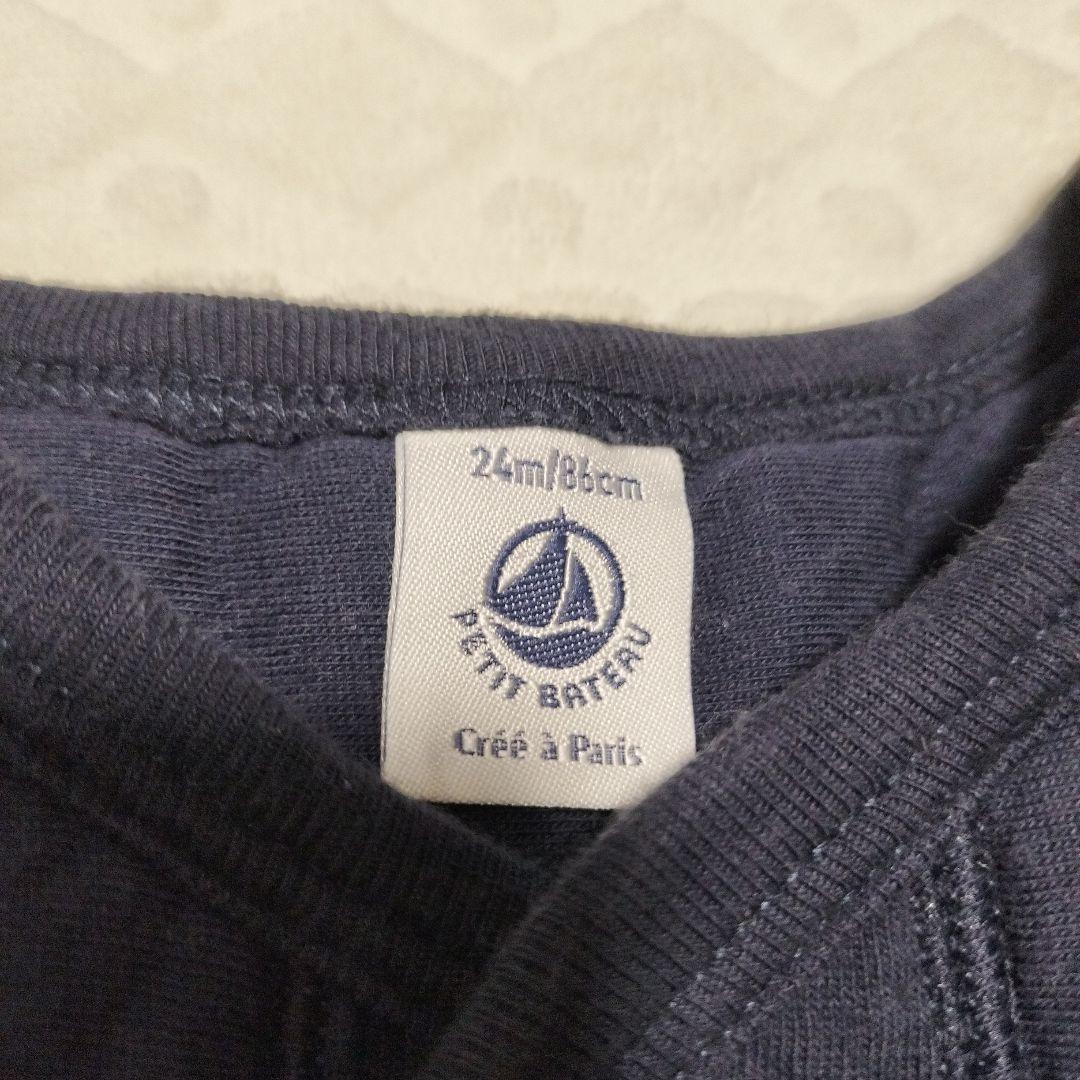 24m/86cm
PETIT BATEAU
Créé à Paris